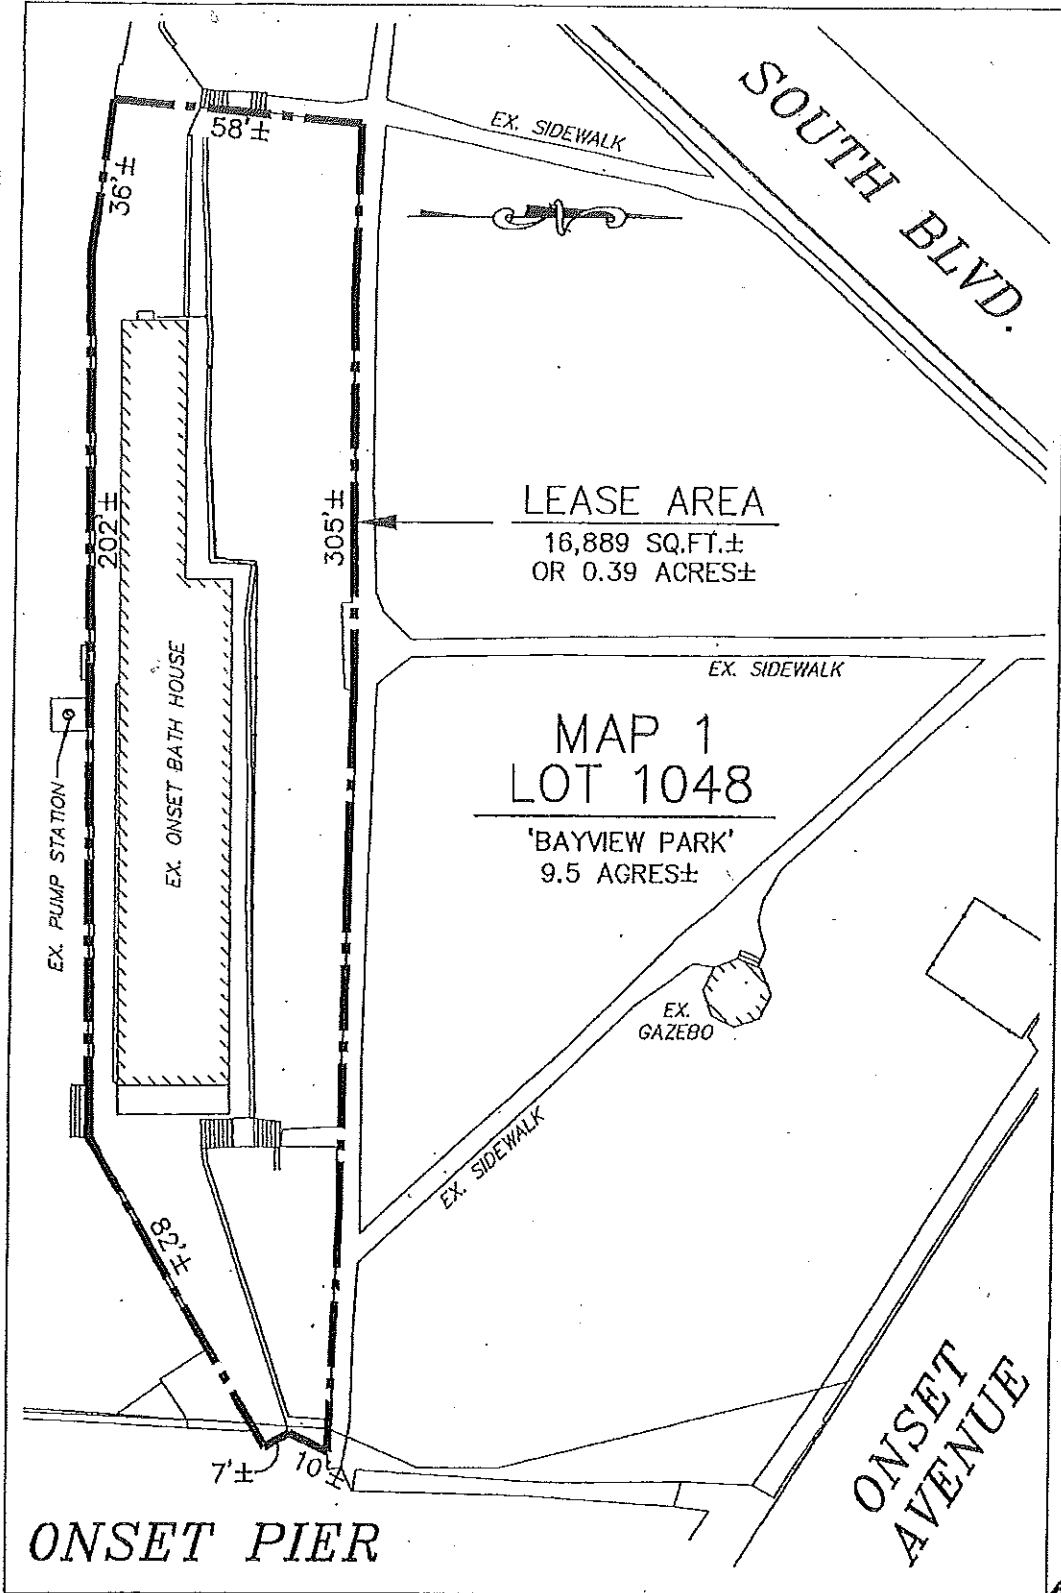 SOUTH BLVD.
EX. SIDEWALK
58'±
36'±
202'±
305'±
LEASE AREA
16,889 SQ.FT.±
OR 0.39 ACRES±
EX. SIDEWALK
EX. ONSET BATH HOUSE
EX. PUMP STATION
MAP 1
LOT 1048
'BAYVIEW PARK'
9.5 AGRES±
EX.
GAZEBO
EX. SIDEWALK
82'±
7'±
10'±
ONSET
AVENUE
ONSET PIER